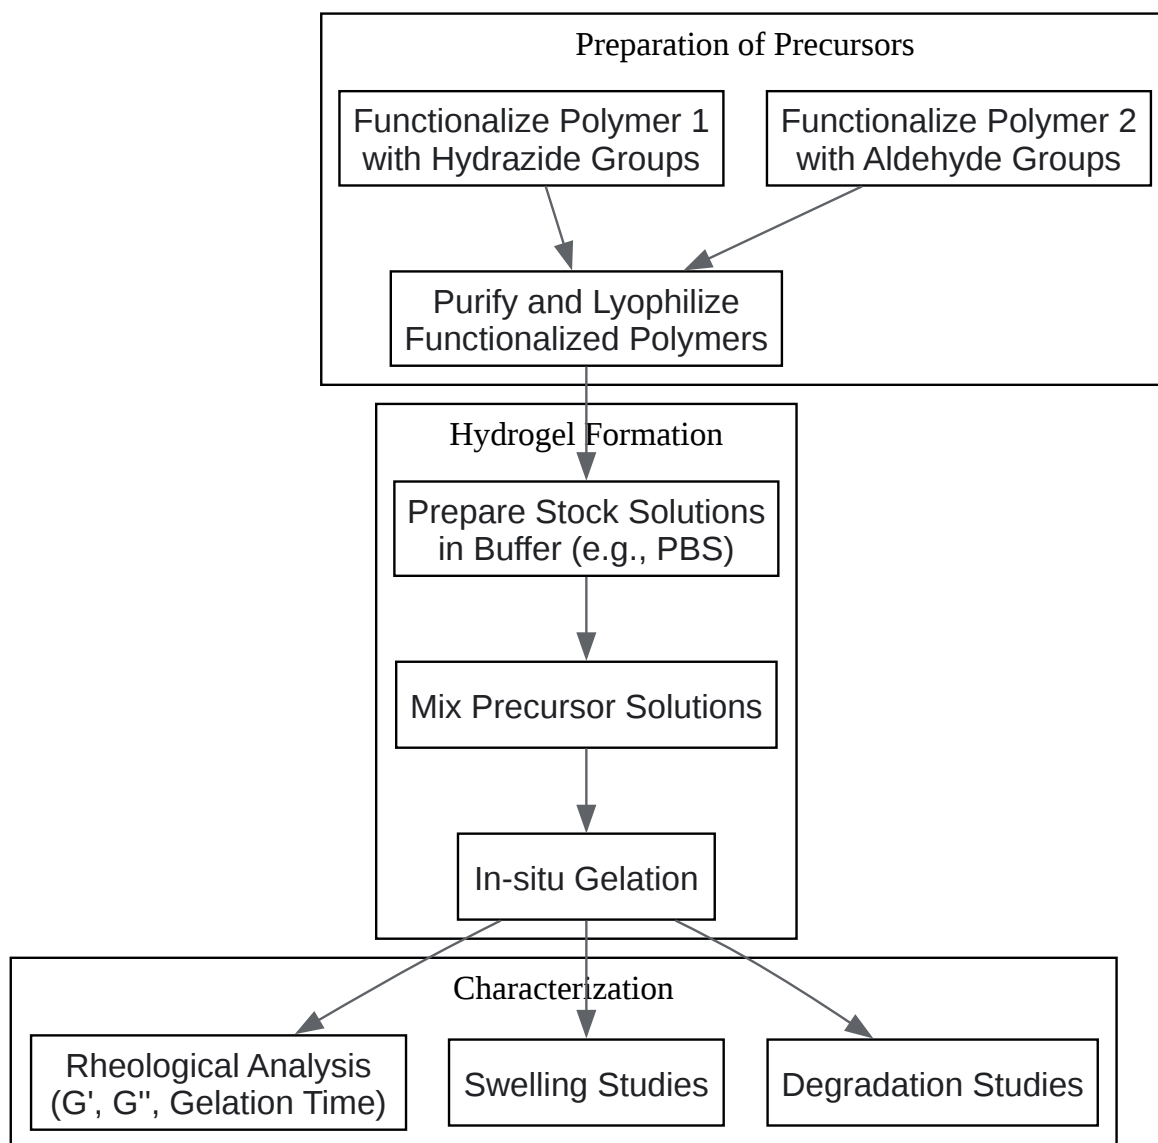 Preparation of Precursors
Functionalize Polymer 1
with Hydrazide Groups
Functionalize Polymer 2
with Aldehyde Groups
Purify and Lyophilize
Functionalized Polymers
Hydrogel Formation
Prepare Stock Solutions
in Buffer (e.g., PBS)
Mix Precursor Solutions
In-situ Gelation
Characterization
Rheological Analysis
(G', G'', Gelation Time)
Swelling Studies
Degradation Studies